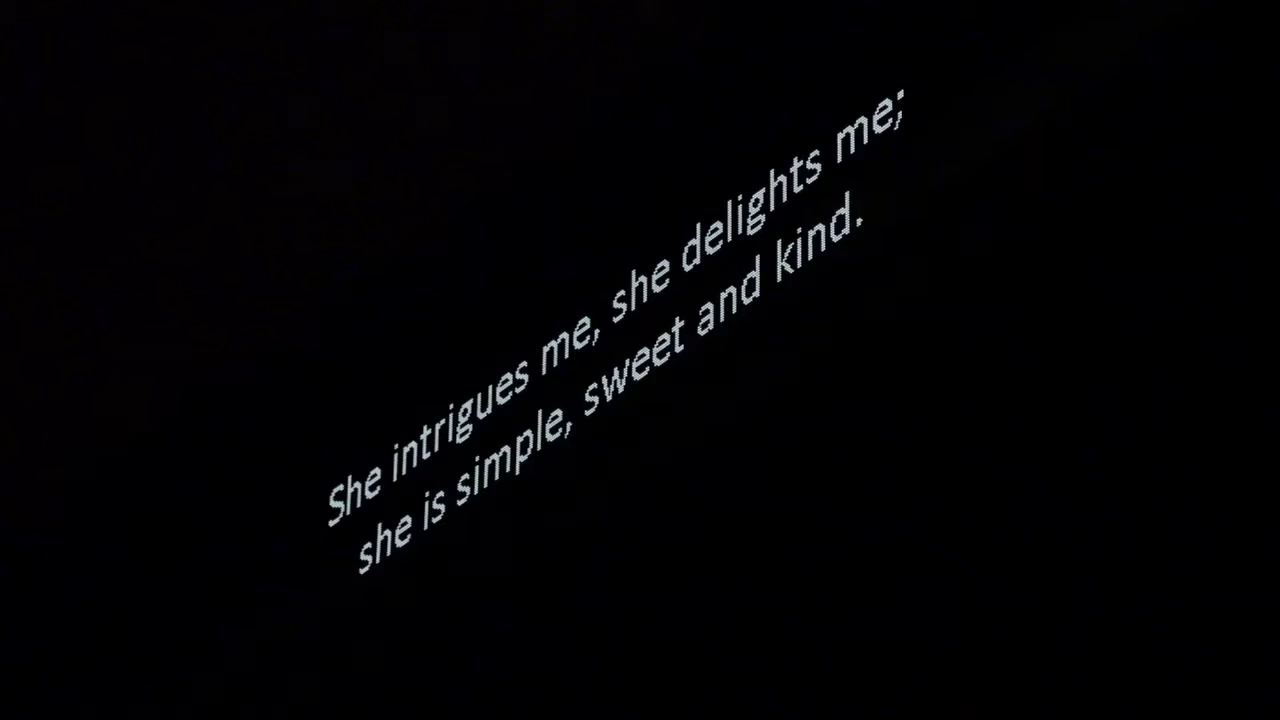 She intrigues me, she delights me;
she is simple, sweet and kind.